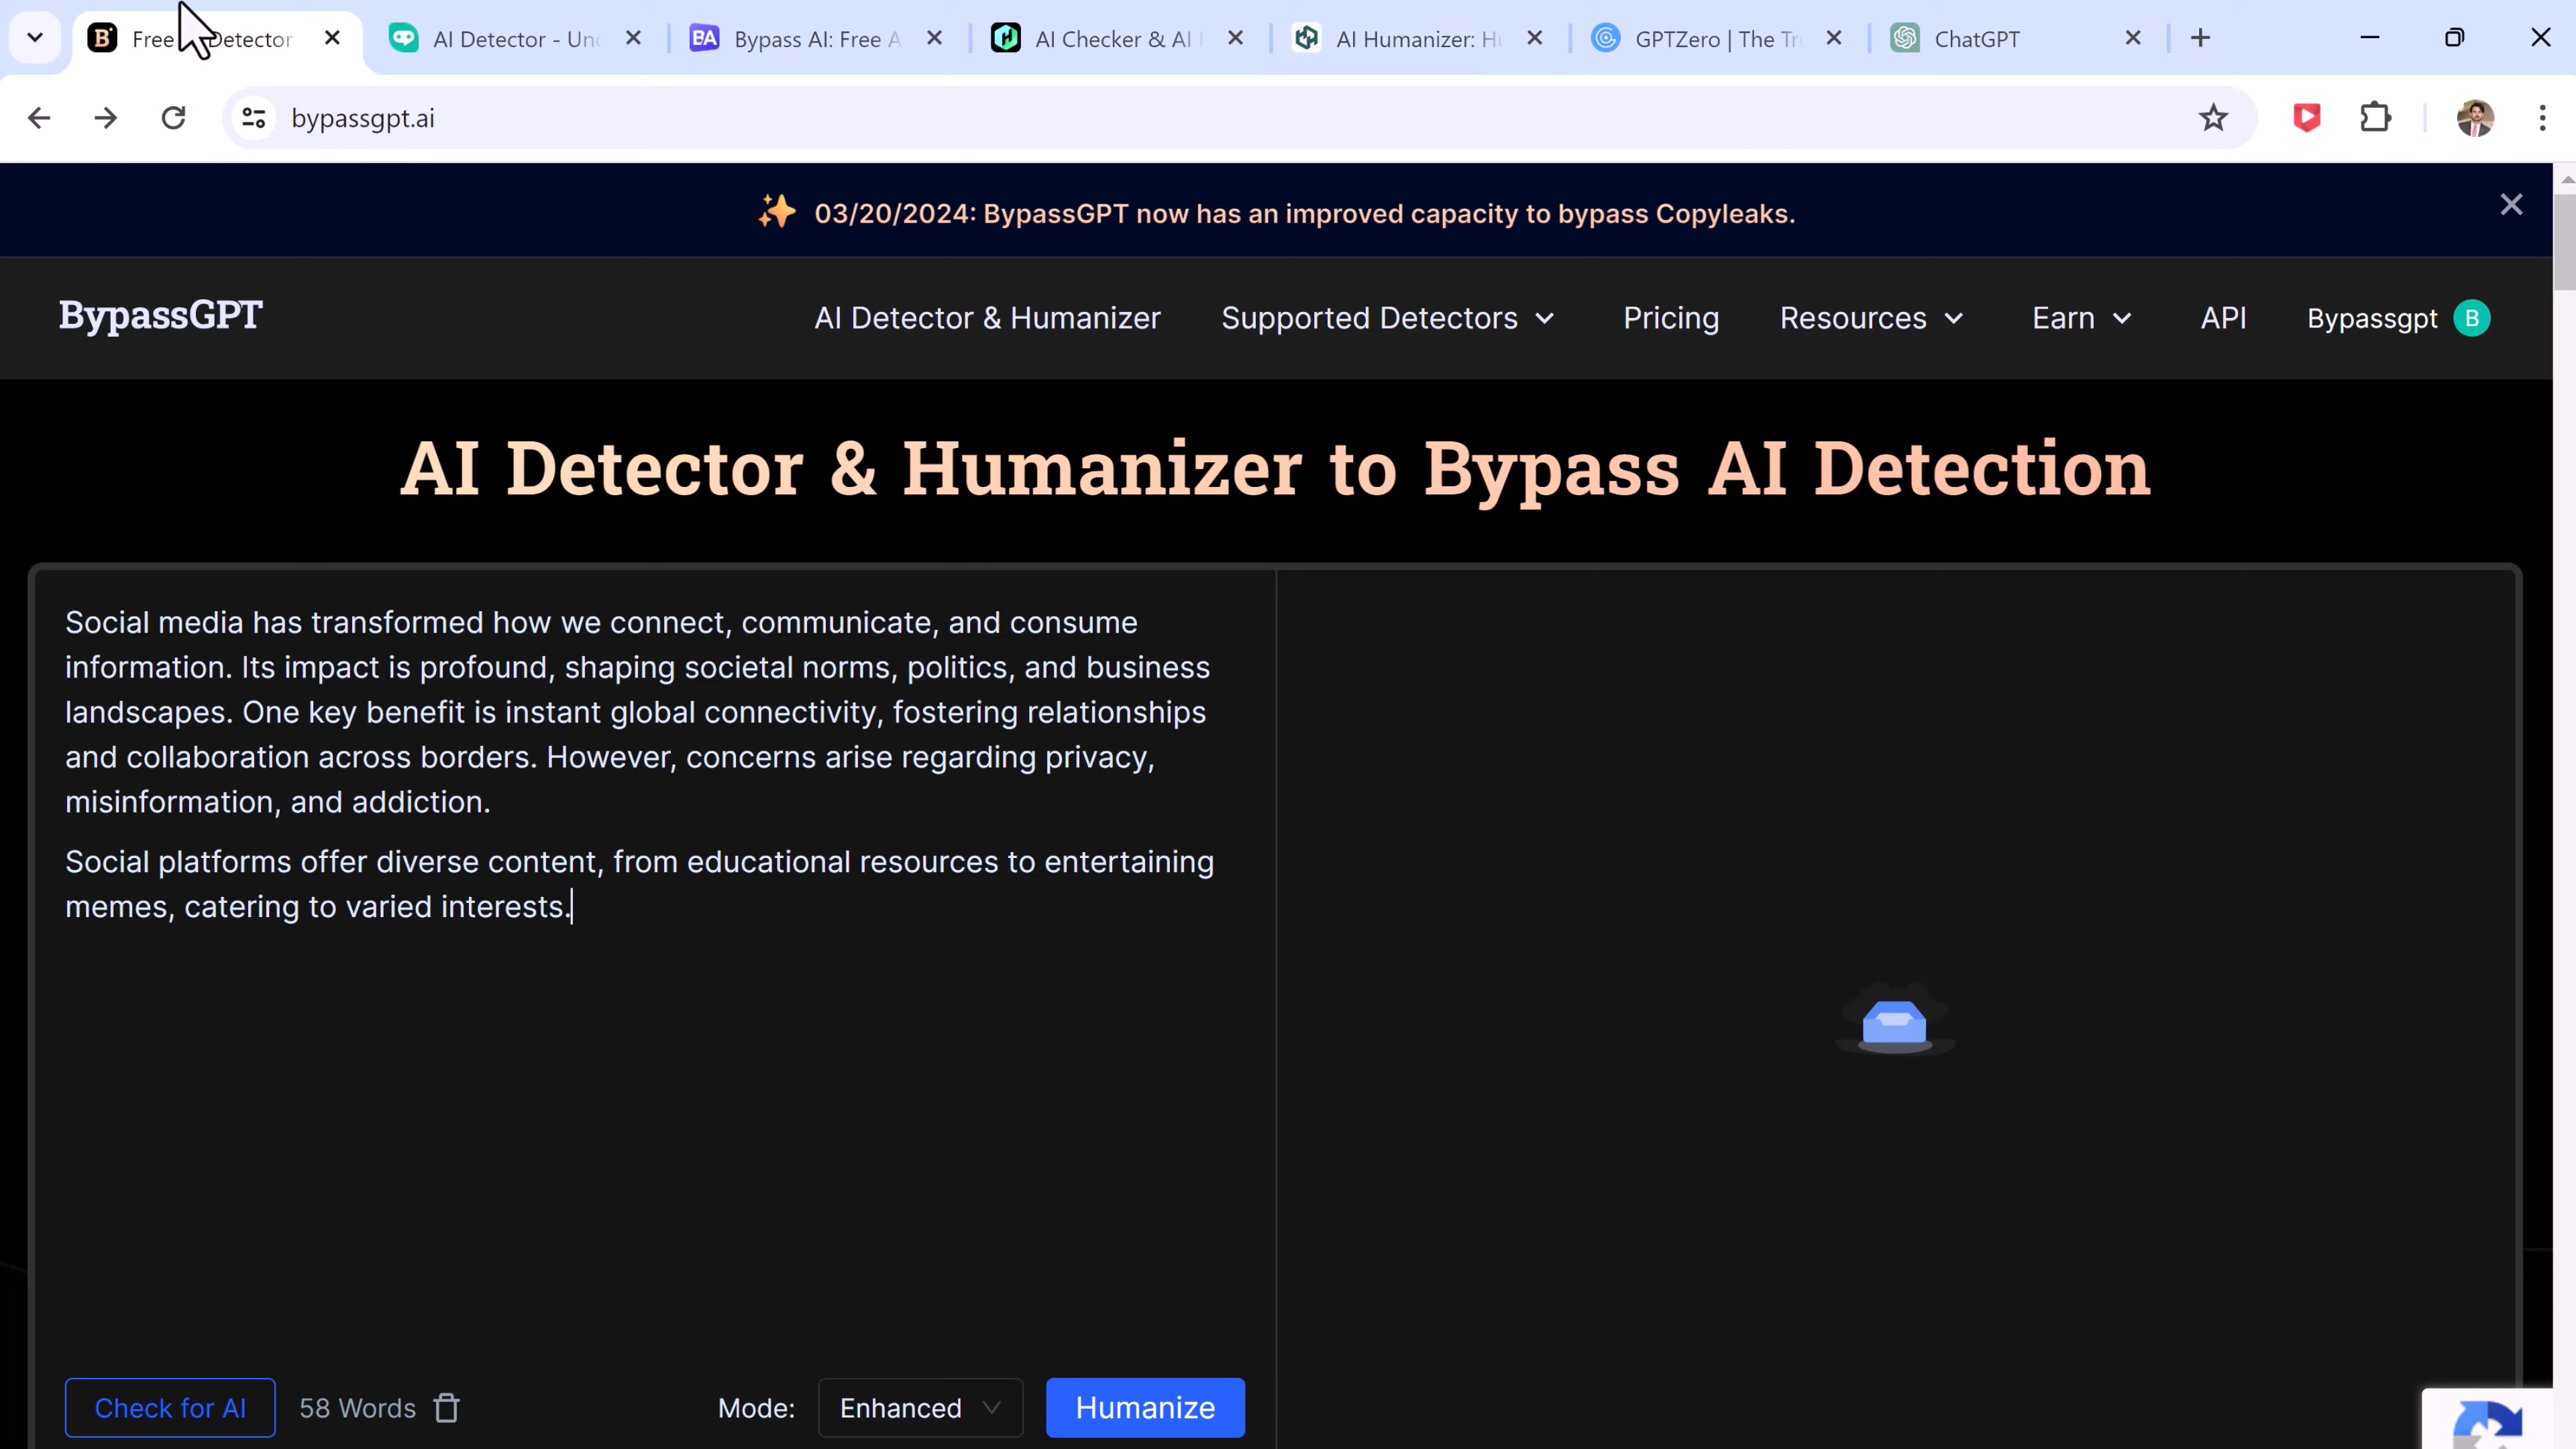 B Free Detector
AI Detector - Un
BA Bypass AI: Free A
AI Checker & AI
AI Humanizer: H
GPTZero | The Tr
ChatGPT
bypassgpt.ai
03/20/2024: BypassGPT now has an improved capacity to bypass Copyleaks.
BypassGPT AI Detector & Humanizer Supported Detectors Pricing Resources Earn API Bypassgpt B
AI Detector & Humanizer to Bypass AI Detection
Social media has transformed how we connect, communicate, and consume
information. Its impact is profound, shaping societal norms, politics, and business
landscapes. One key benefit is instant global connectivity, fostering relationships
and collaboration across borders. However, concerns arise regarding privacy,
misinformation, and addiction.
Social platforms offer diverse content, from educational resources to entertaining
memes, catering to varied interests.
Check for AI 58 Words Mode: Enhanced Humanize